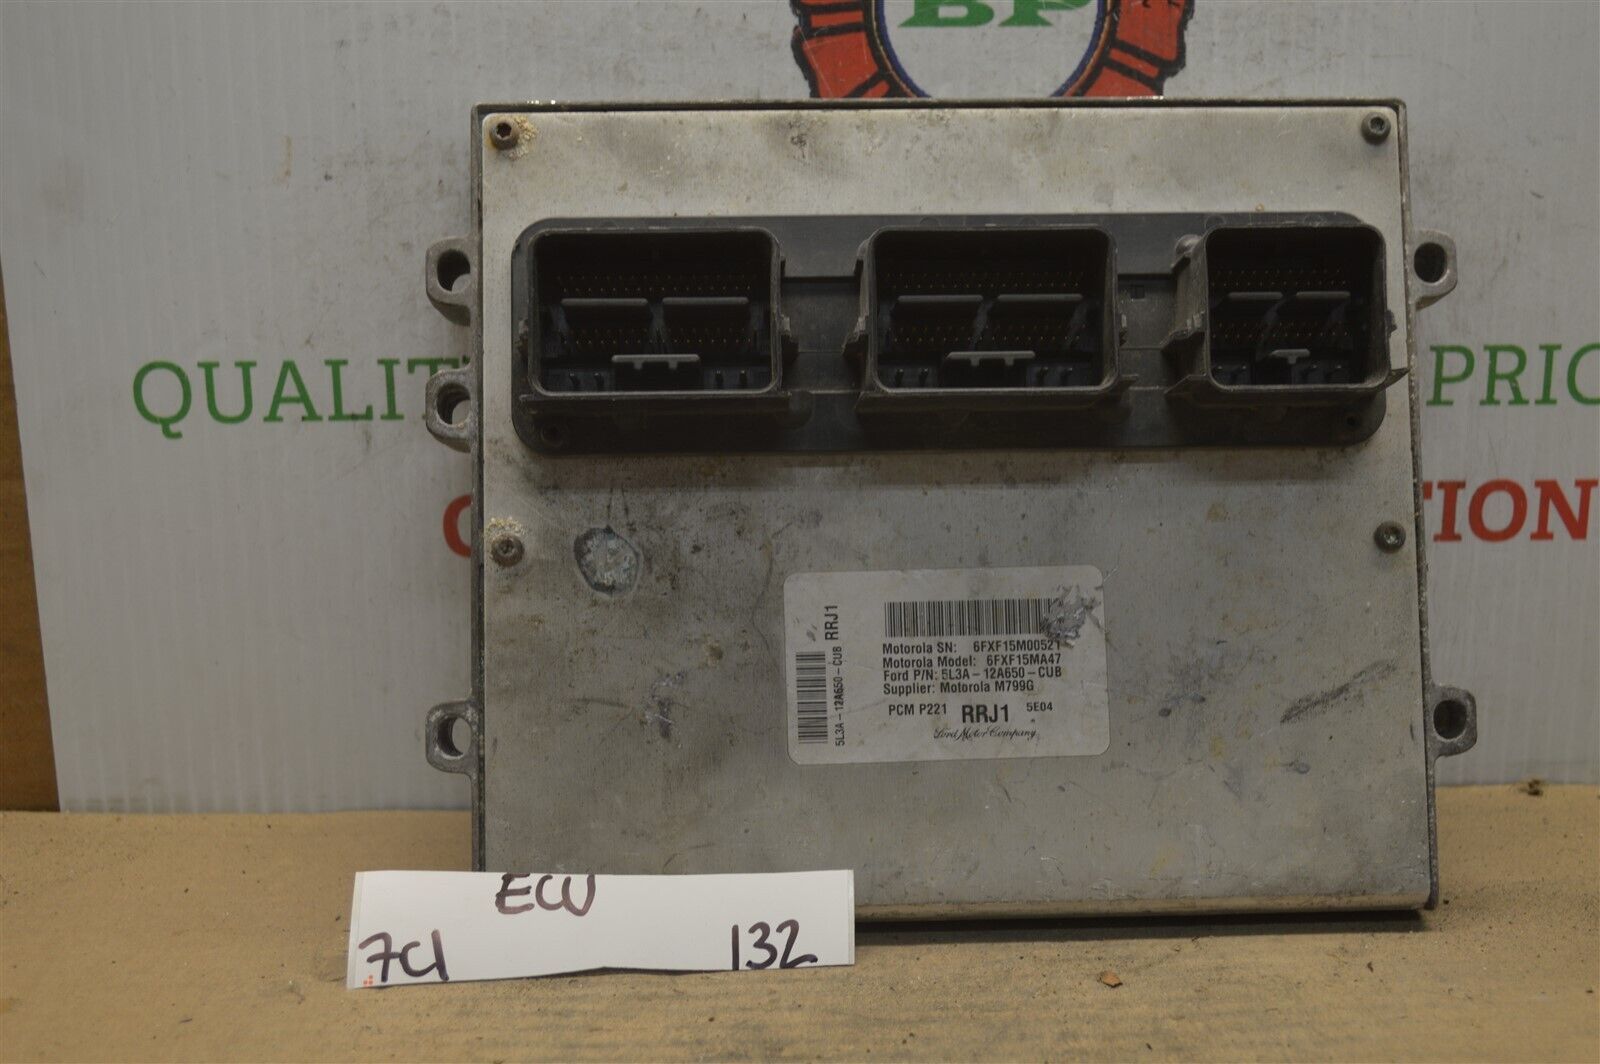 BP
QUALIT
PRIC
TION
RRJ1
5L3A-12A650-CUB
Motorola SN: 6FXF15M00521
Motorola Model: 6FXF15MA47
Ford P/N: 5L3A-12A650-CUB
Supplier: Motorola M799G
PCM P221 RRJ1 5E04
Ford Motor Company
ECU
7C1 132